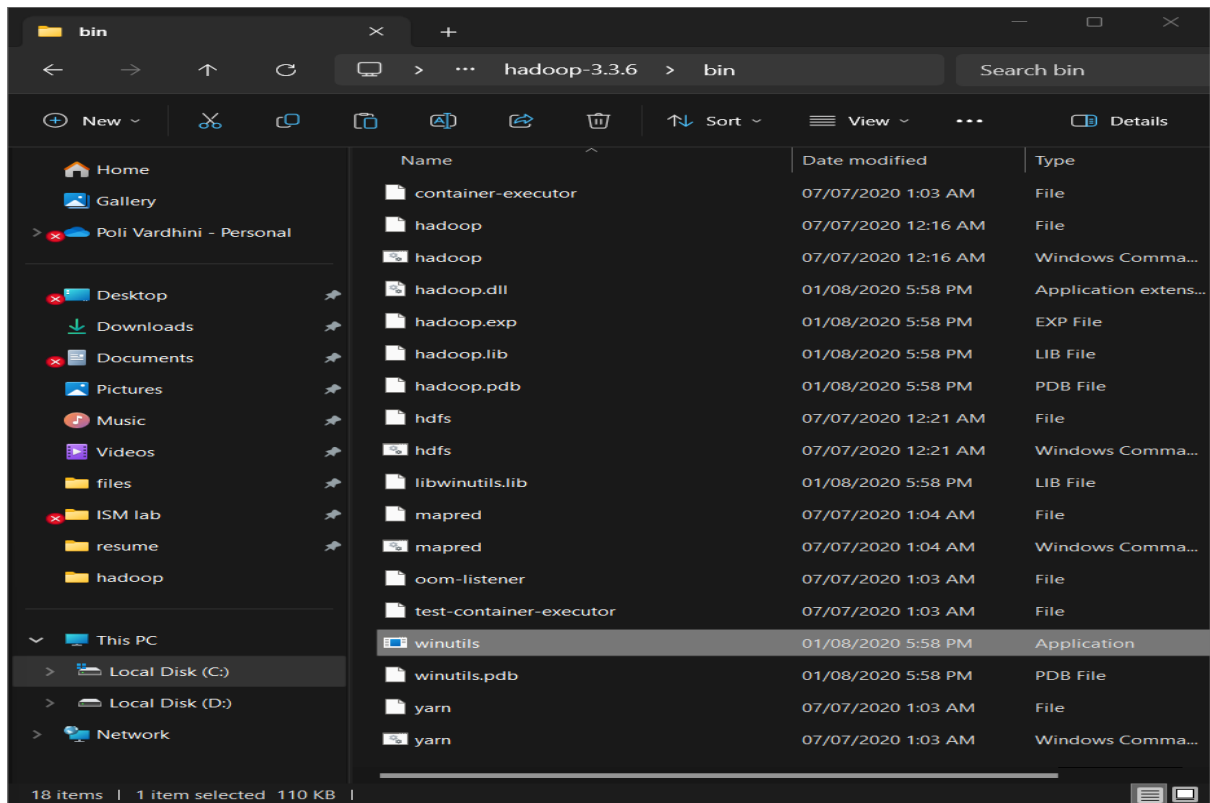 bin
hadoop-3.3.6 > bin
Search bin
New
Sort
View
...
Details
Home
Gallery
Poli Vardhini - Personal
Desktop
Downloads
Documents
Pictures
Music
Videos
files
ISM lab
resume
hadoop
This PC
Local Disk (C:)
Local Disk (D:)
Network
Name Date modified Type
container-executor 07/07/2020 1:03 AM File
hadoop 07/07/2020 12:16 AM File
hadoop 07/07/2020 12:16 AM Windows Comma...
hadoop.dll 01/08/2020 5:58 PM Application extens...
hadoop.exp 01/08/2020 5:58 PM EXP File
hadoop.lib 01/08/2020 5:58 PM LIB File
hadoop.pdb 01/08/2020 5:58 PM PDB File
hdfs 07/07/2020 12:21 AM File
hdfs 07/07/2020 12:21 AM Windows Comma...
libwinutils.lib 01/08/2020 5:58 PM LIB File
mapred 07/07/2020 1:04 AM File
mapred 07/07/2020 1:04 AM Windows Comma...
oom-listener 07/07/2020 1:03 AM File
test-container-executor 07/07/2020 1:03 AM File
winutils 01/08/2020 5:58 PM Application
winutils.pdb 01/08/2020 5:58 PM PDB File
yarn 07/07/2020 1:03 AM File
yarn 07/07/2020 1:03 AM Windows Comma...
18 items | 1 item selected 110 KB |